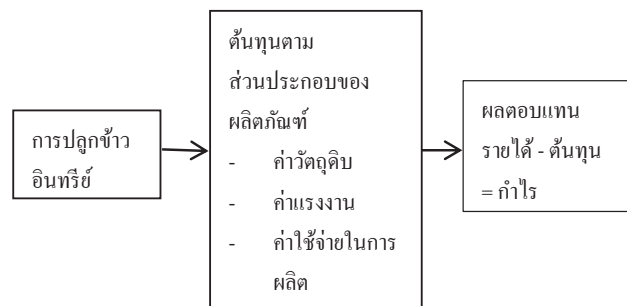 การปลูกข้าว
อินทรีย์
ต้นทุนตาม
ส่วนประกอบของ
ผลิตภัณฑ์
- ค่าวัตถุดิบ
- ค่าแรงงาน
- ค่าใช้จ่ายในการ
ผลิต
ผลตอบแทน
รายได้ - ต้นทุน
= กำไร